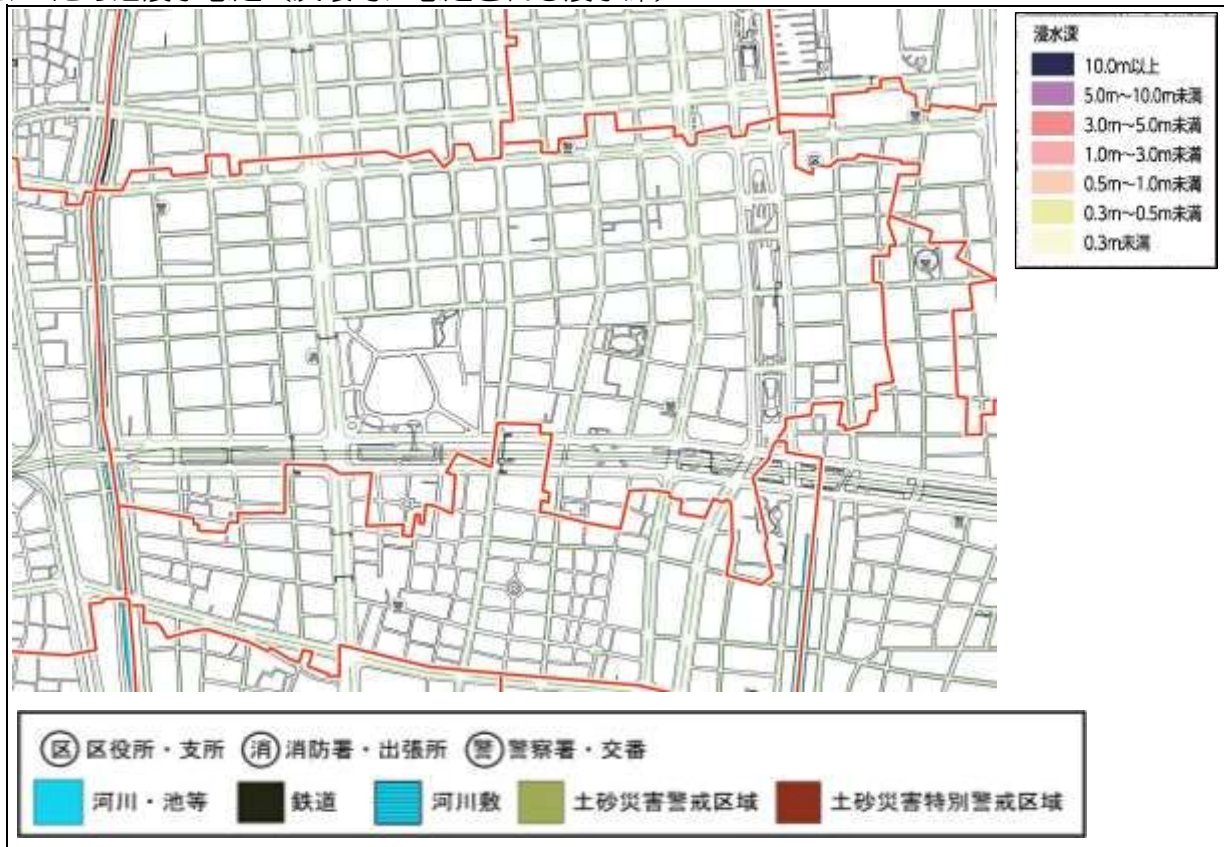 浸水深
10.0m以上
5.0m～10.0m未満
3.0m～5.0m未満
1.0m～3.0m未満
0.5m～1.0m未満
0.3m～0.5m未満
0.3m未満
区
区 区役所・支所 消 消防署・出張所 警 警察署・交番
河川・池等 鉄道 河川敷 土砂災害警戒区域 土砂災害特別警戒区域